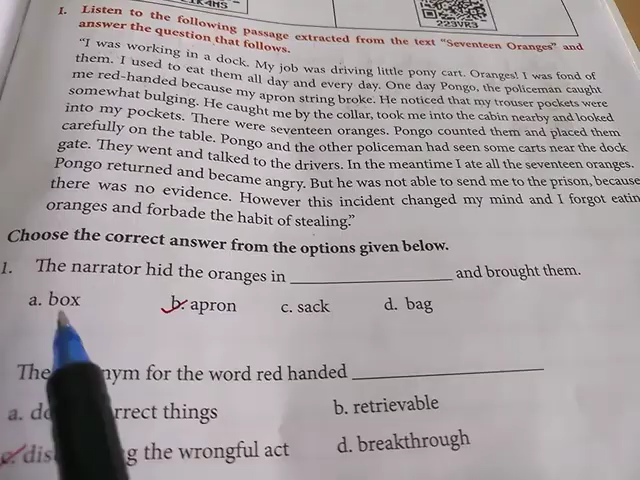 223VR3
I. Listen to the following passage extracted from the text "Seventeen Oranges" and
answer the question that follows.
"I was working in a dock. My job was driving little pony cart. Oranges! I was fond of
them. I used to eat them all day and every day. One day Pongo, the policeman caught
me red-handed because my apron string broke. He noticed that my trouser pockets were
somewhat bulging. He caught me by the collar, took me into the cabin nearby and looked
into my pockets. There were seventeen oranges. Pongo counted them and placed them
carefully on the table. Pongo and the other policeman had seen some carts near the dock
gate. They went and talked to the drivers. In the meantime I ate all the seventeen oranges.
Pongo returned and became angry. But he was not able to send me to the prison, because
there was no evidence. However this incident changed my mind and I forgot eatin
oranges and forbade the habit of stealing."
Choose the correct answer from the options given below.
1. The narrator hid the oranges in ____________ and brought them.
a. box b. apron c. sack d. bag
The nym for the word red handed ____________
a. do rrect things b. retrievable
c. dis g the wrongful act d. breakthrough